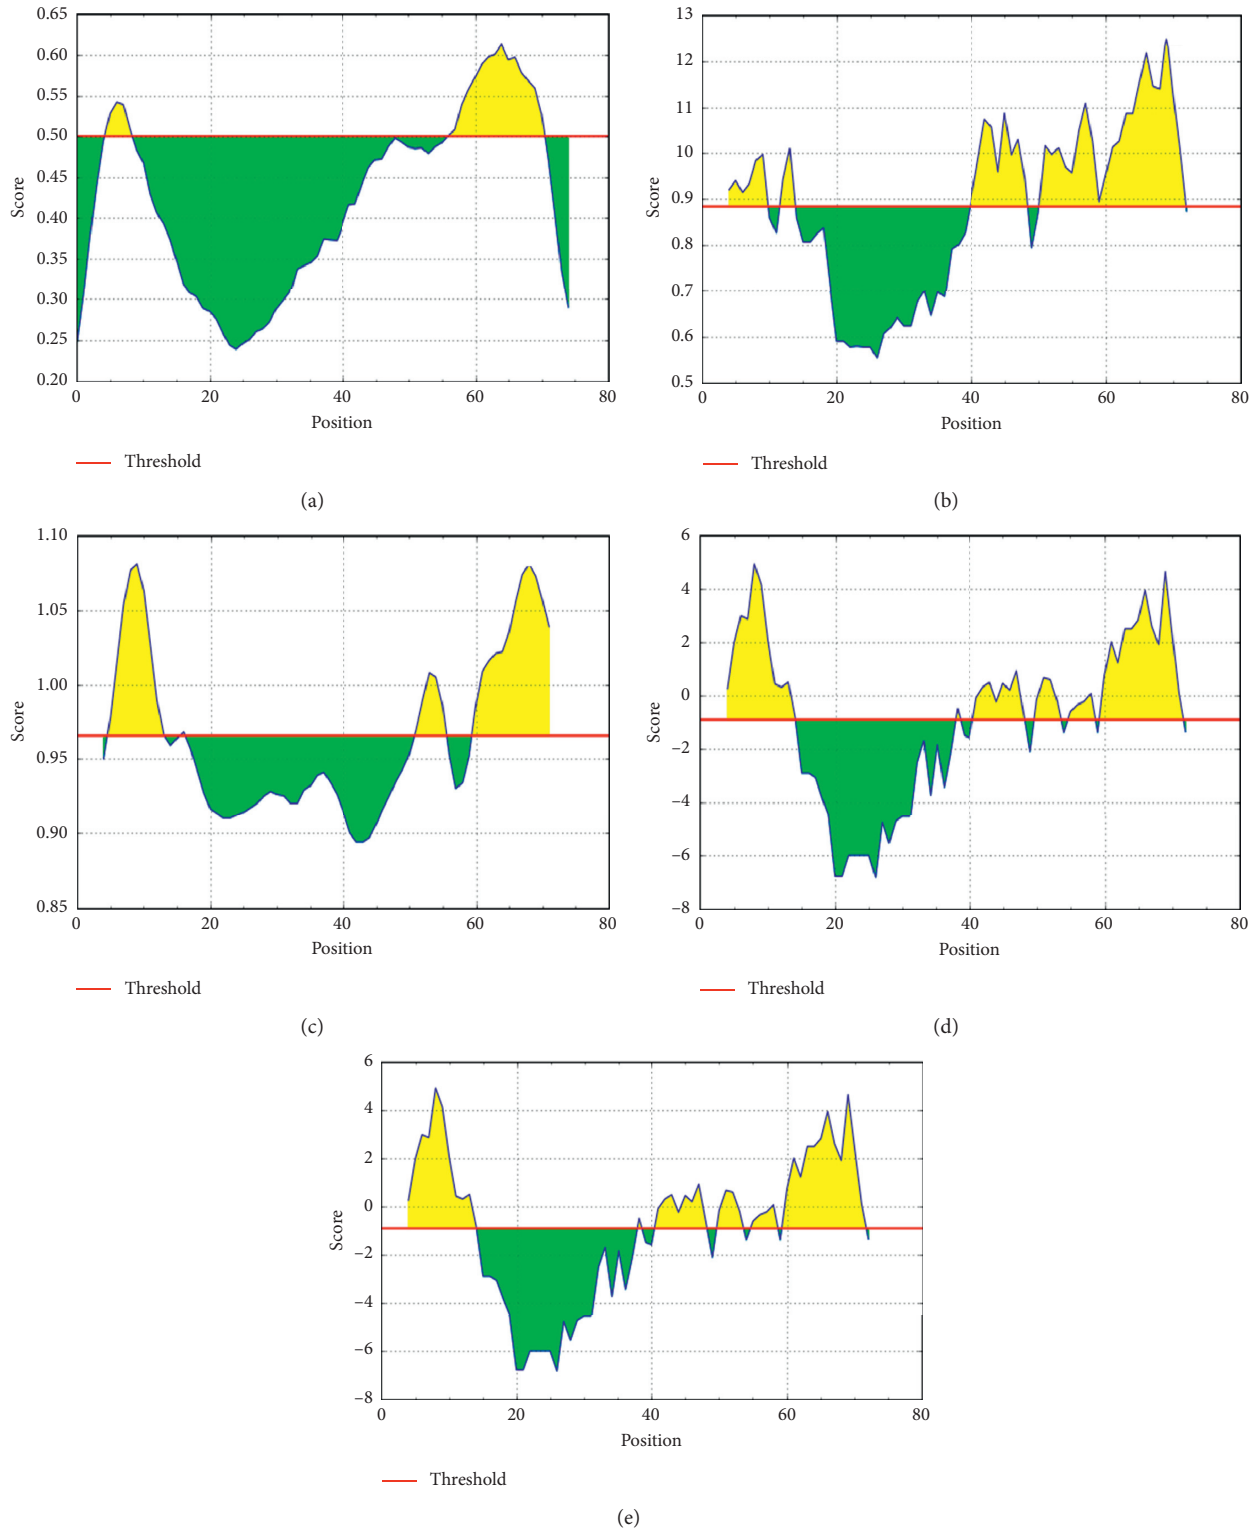 0.65
0.60
0.55
0.50
0.45
0.40
0.35
0.30
0.25
0.20
Score
0 20 40 60 80
Position
Threshold
(a)
13
12
11
10
0.9
0.8
0.7
0.6
0.5
Score
0 20 40 60 80
Position
Threshold
(b)
1.10
1.05
1.00
0.95
0.90
0.85
Score
0 20 40 60 80
Position
Threshold
(c)
6
4
2
0
−2
−4
−6
−8
Score
0 20 40 60 80
Position
Threshold
(d)
6
4
2
0
−2
−4
−6
−8
Score
0 20 40 60 80
Position
Threshold
(e)